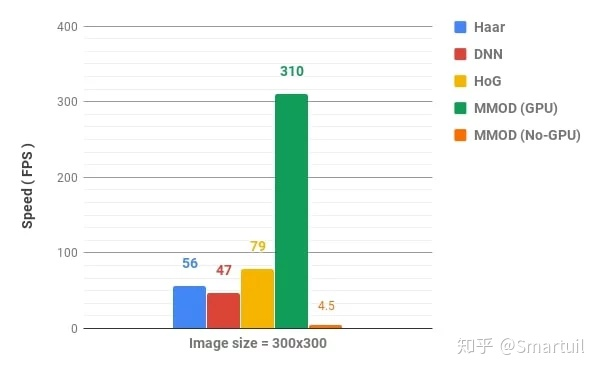 400
300
200
100
0
Speed ( FPS )
56
47
79
310
4.5
Image size = 300x300
Haar
DNN
HoG
MMOD (GPU)
MMOD (No-GPU)
知乎 @Smartuil